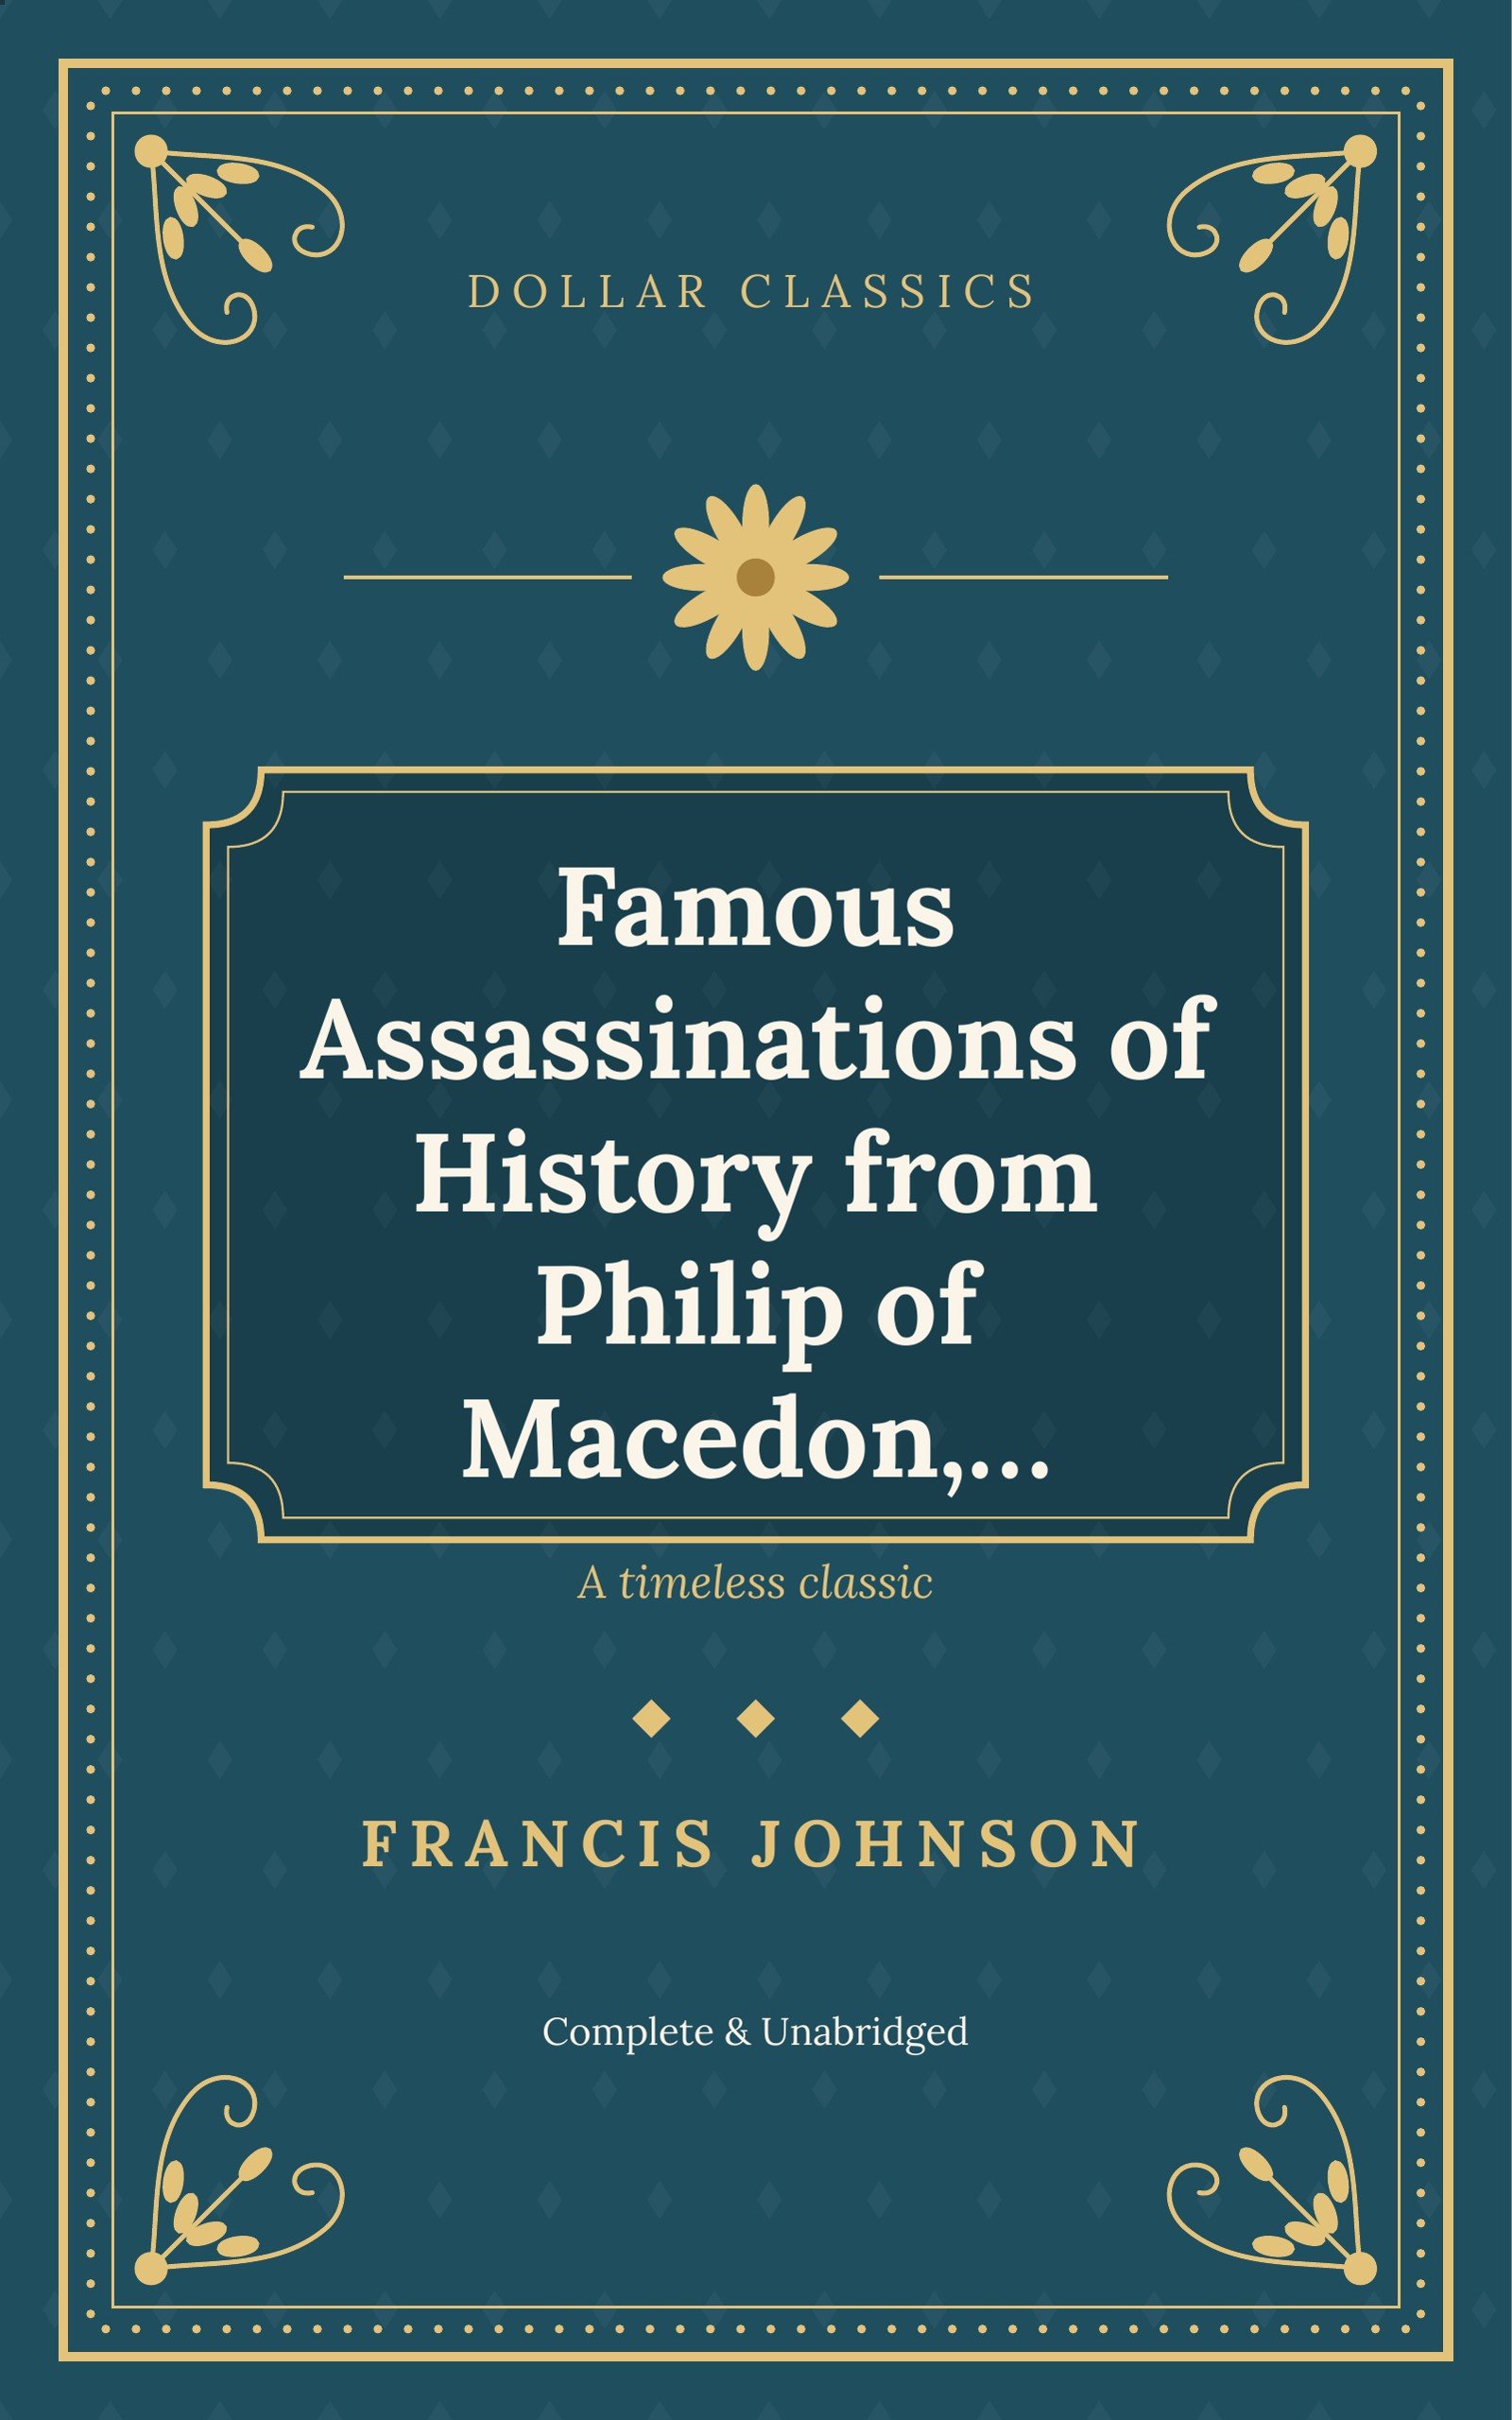 DOLLAR CLASSICS
Famous
Assassinations of
History from
Philip of
Macedon,...
A timeless classic
FRANCIS JOHNSON
Complete & Unabridged